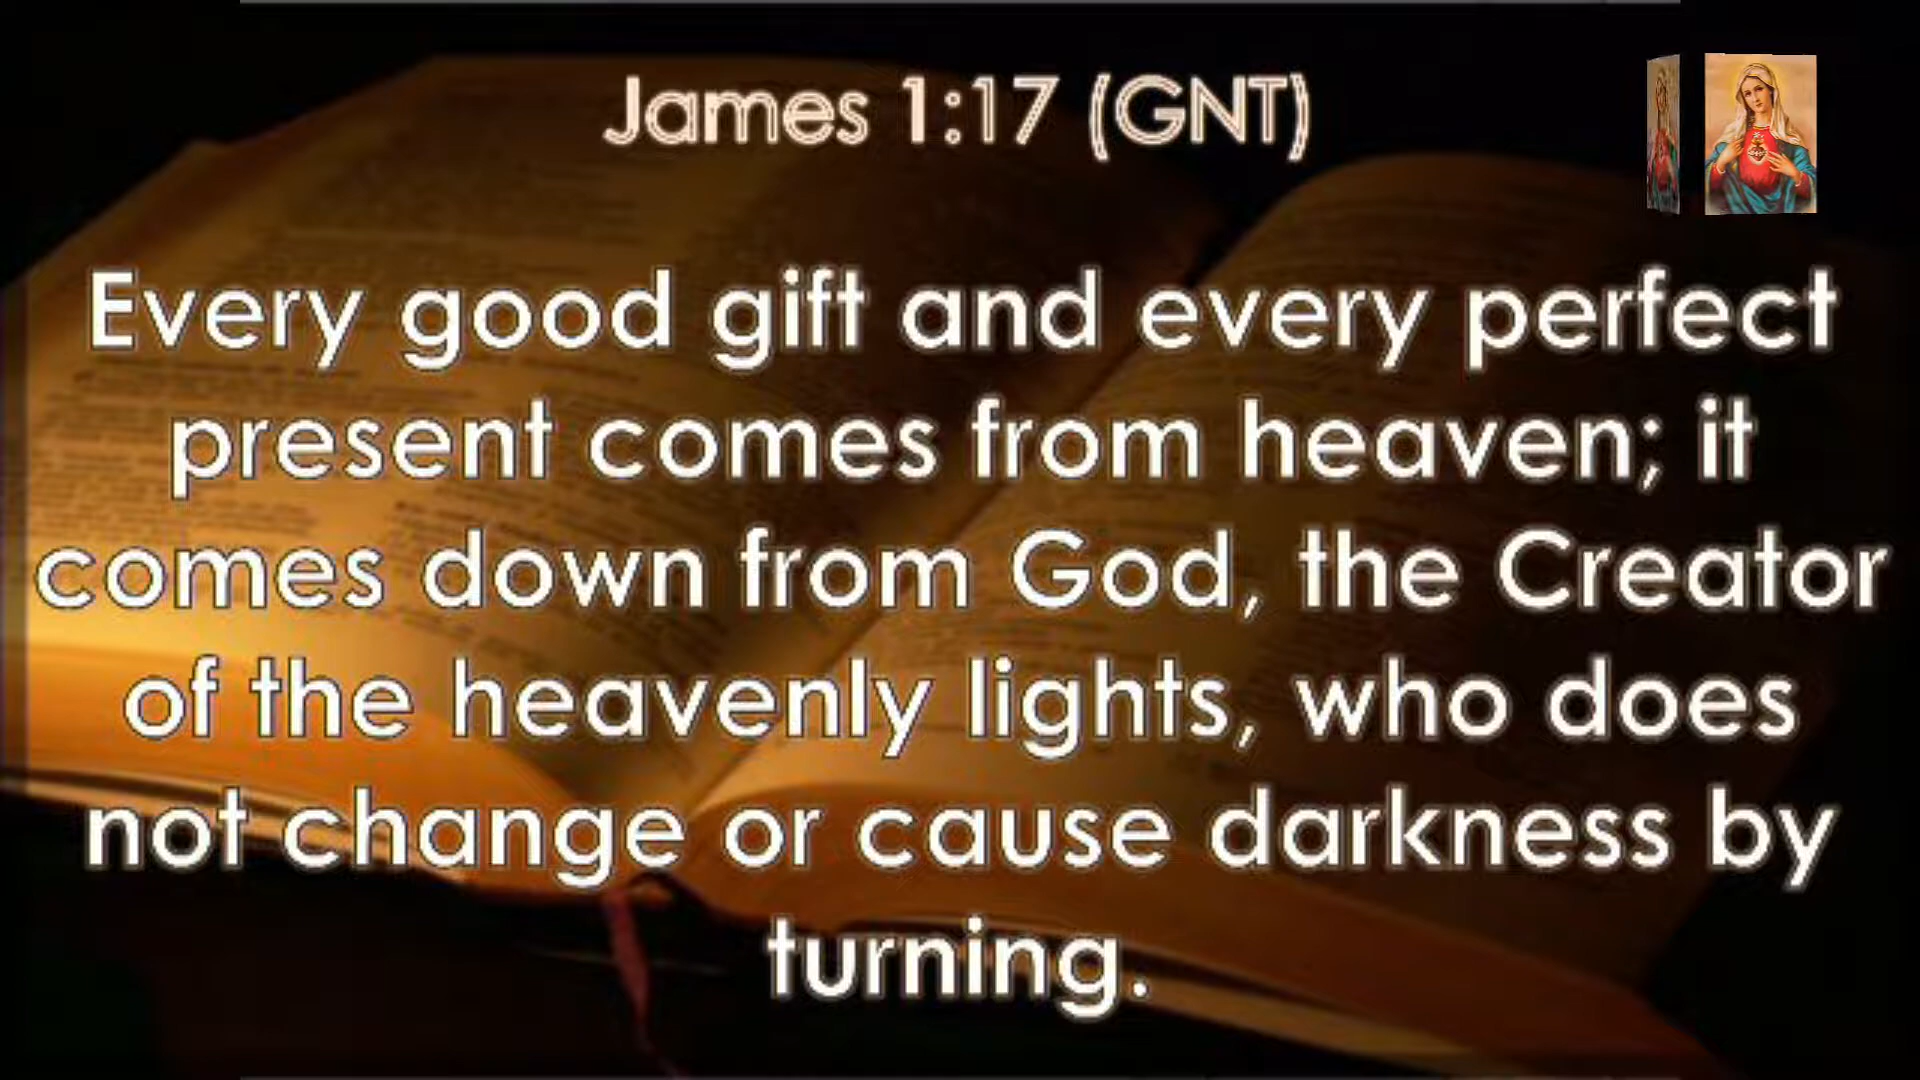 James 1:17 (GNT)
Every good gift and every perfect
present comes from heaven; it
comes down from God, the Creator
of the heavenly lights, who does
not change or cause darkness by
turning.